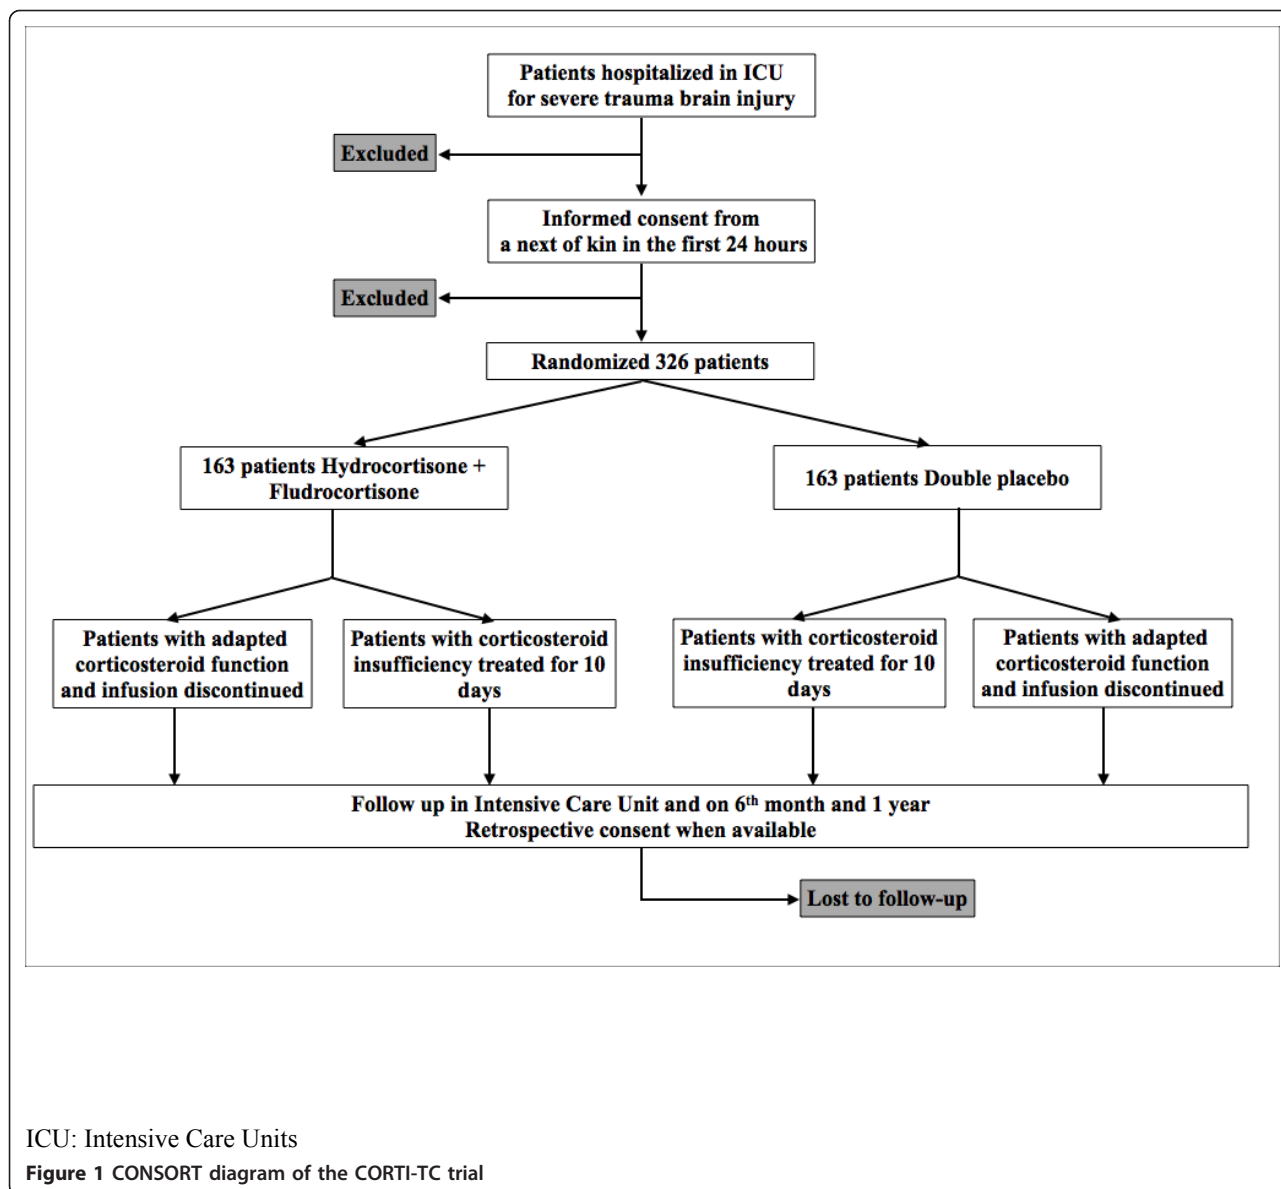 Patients hospitalized in ICU
for severe trauma brain injury
Excluded
Informed consent from
a next of kin in the first 24 hours
Excluded
Randomized 326 patients
163 patients Hydrocortisone +
Fludrocortisone
163 patients Double placebo
Patients with adapted
corticosteroid function
and infusion discontinued
Patients with corticosteroid
insufficiency treated for 10
days
Patients with corticosteroid
insufficiency treated for 10
days
Patients with adapted
corticosteroid function
and infusion discontinued
Follow up in Intensive Care Unit and on 6th month and 1 year
Retrospective consent when available
Lost to follow-up
ICU: Intensive Care Units
Figure 1 CONSORT diagram of the CORTI-TC trial